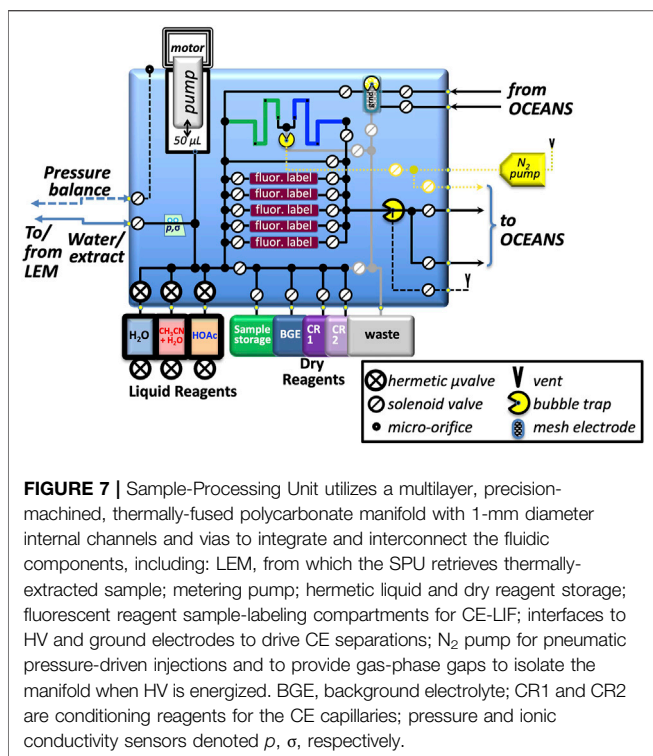 motor
pump
50 µL
gnd
from
OCEANS
N₂
pump
vent
Pressure
balance
To/
from
LEM
Water/
extract
p,σ
fluor. label
fluor. label
fluor. label
fluor. label
fluor. label
to
OCEANS
H₂O
CH₃CN
+ H₂O
HOAc
Liquid Reagents
Sample
storage
BGE
CR
1
CR
2
waste
Dry
Reagents
hermetic µvalve
solenoid valve
micro-orifice
vent
bubble trap
mesh electrode
FIGURE 7 | Sample-Processing Unit utilizes a multilayer, precision-
machined, thermally-fused polycarbonate manifold with 1-mm diameter
internal channels and vias to integrate and interconnect the fluidic
components, including: LEM, from which the SPU retrieves thermally-
extracted sample; metering pump; hermetic liquid and dry reagent storage;
fluorescent reagent sample-labeling compartments for CE-LIF; interfaces to
HV and ground electrodes to drive CE separations; N₂ pump for pneumatic
pressure-driven injections and to provide gas-phase gaps to isolate the
manifold when HV is energized. BGE, background electrolyte; CR1 and CR2
are conditioning reagents for the CE capillaries; pressure and ionic
conductivity sensors denoted p, σ, respectively.